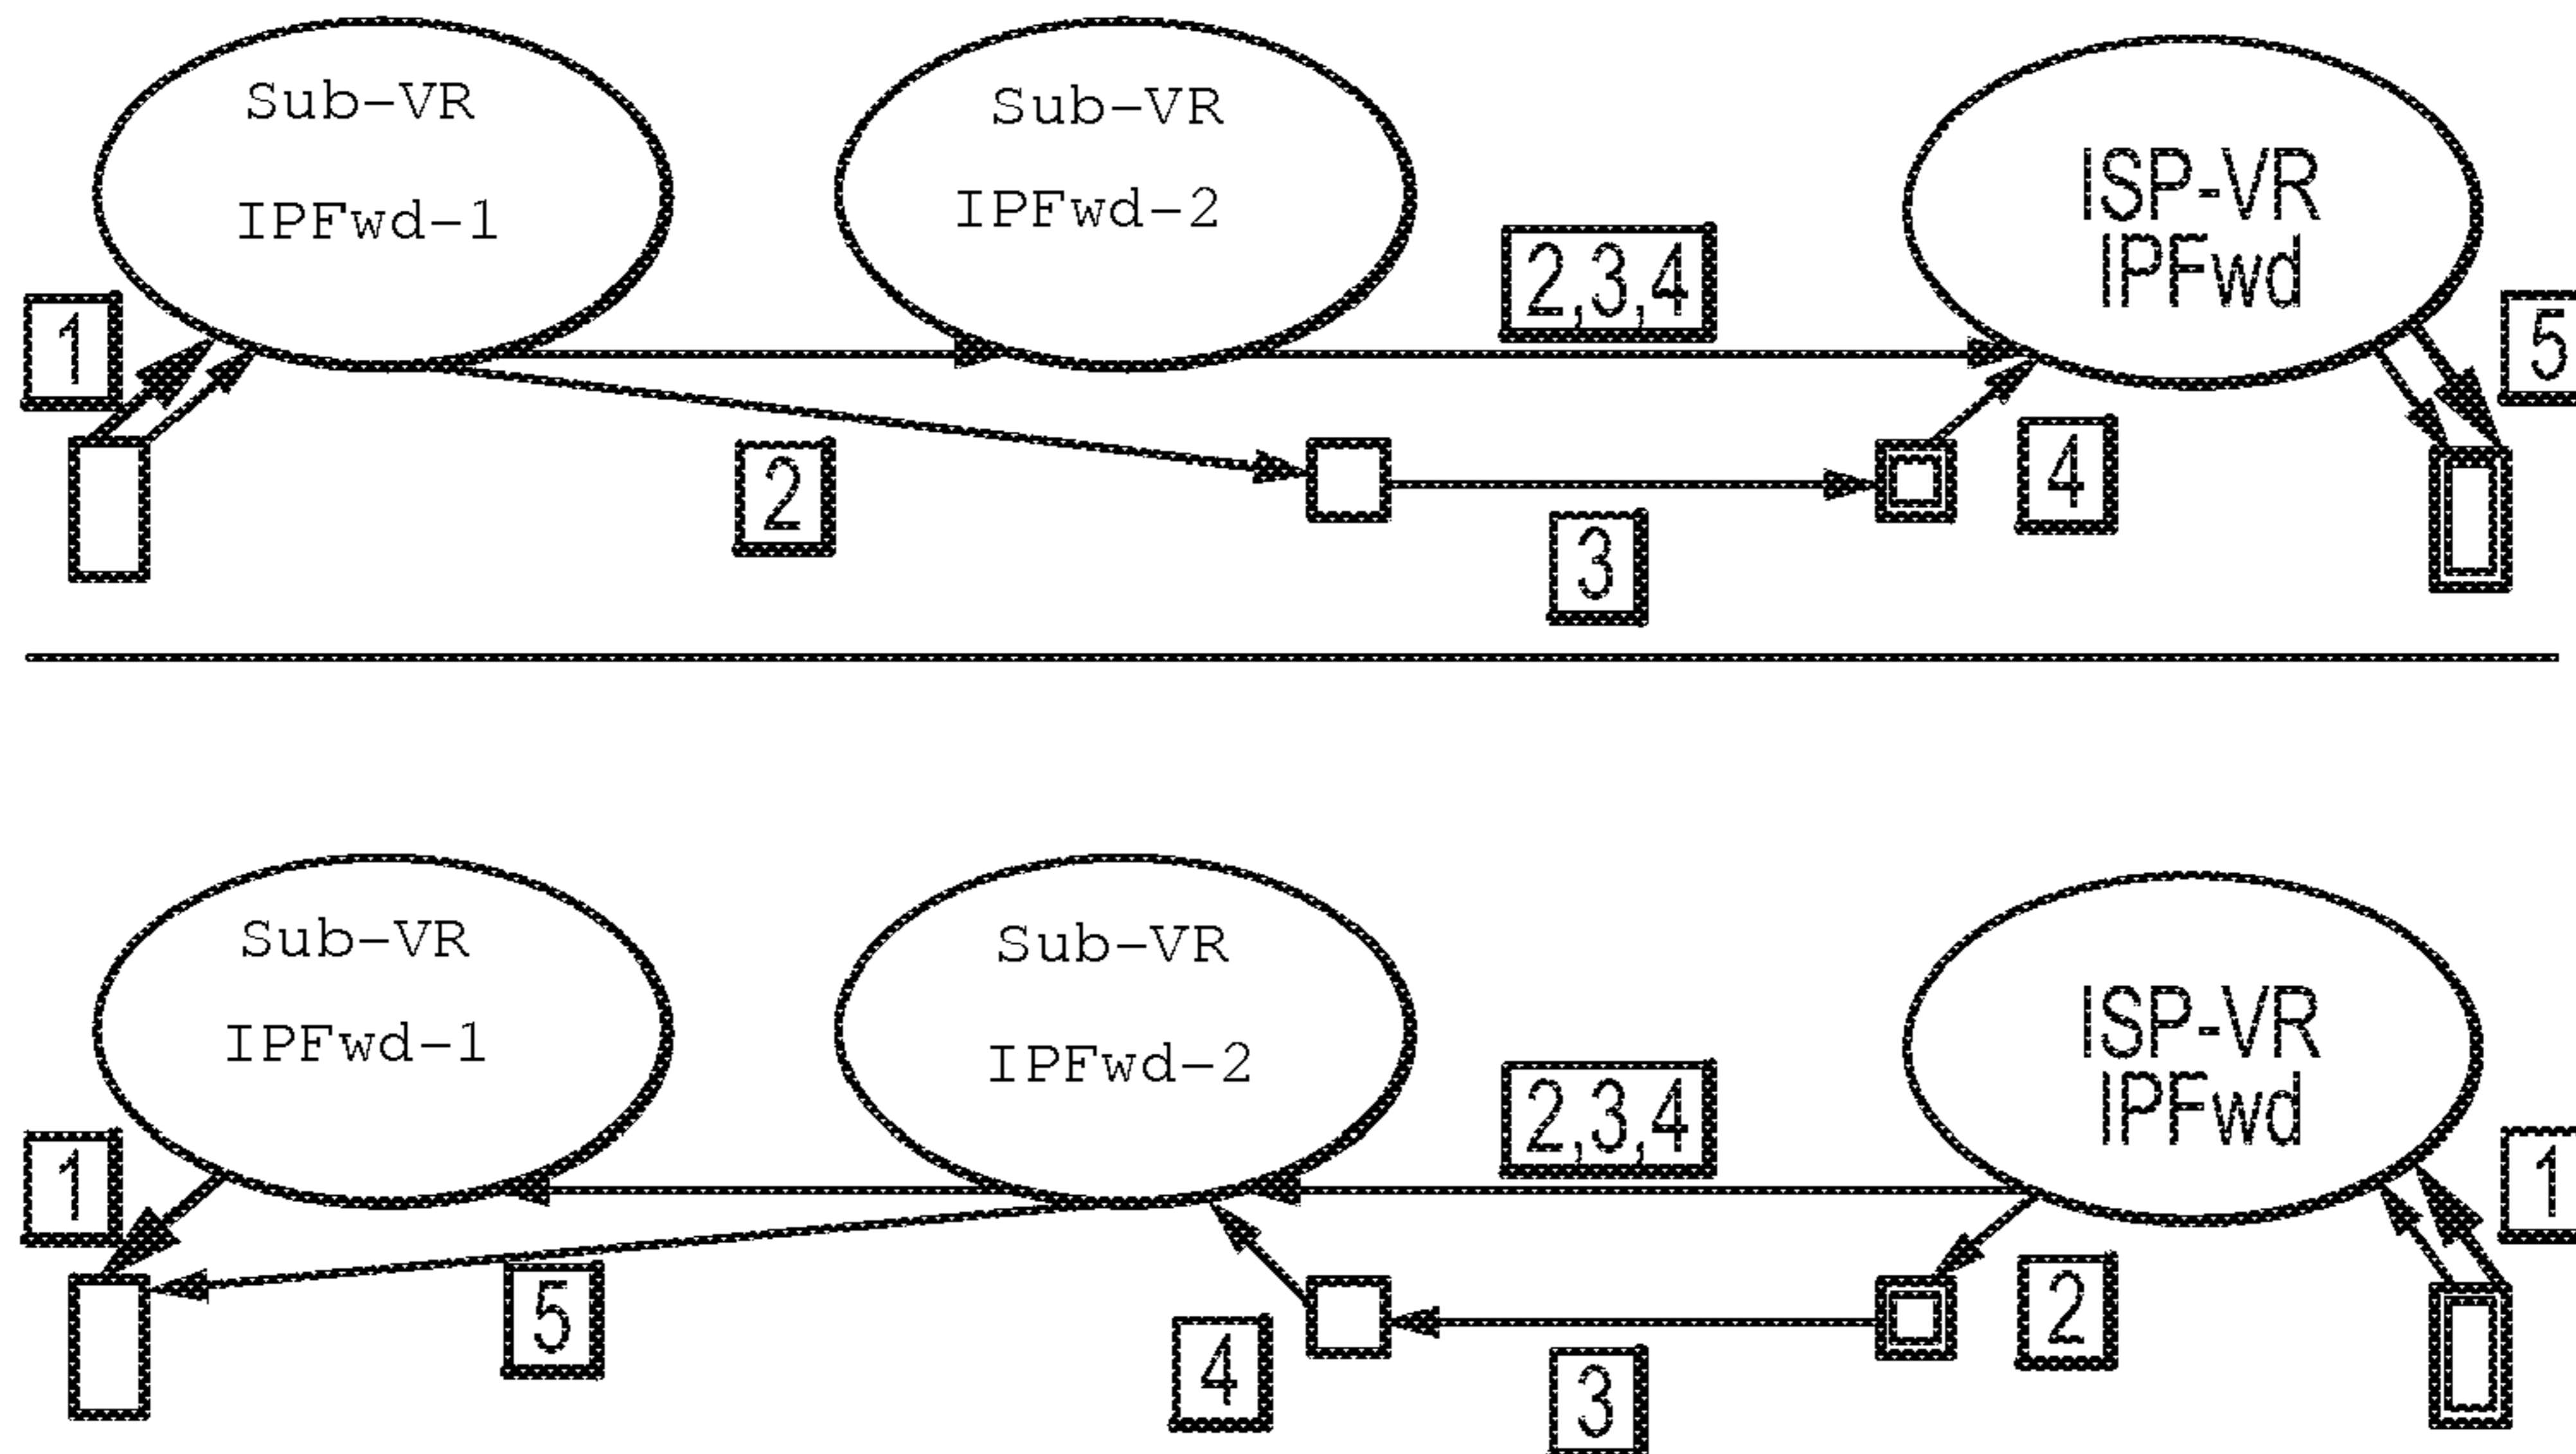 Sub-VR
IPFwd-1
Sub-VR
IPFwd-2
ISP-VR
IPFwd
1
2,3,4
5
2
4
3
Sub-VR
IPFwd-1
Sub-VR
IPFwd-2
ISP-VR
IPFwd
1
2,3,4
1
5
4
2
3